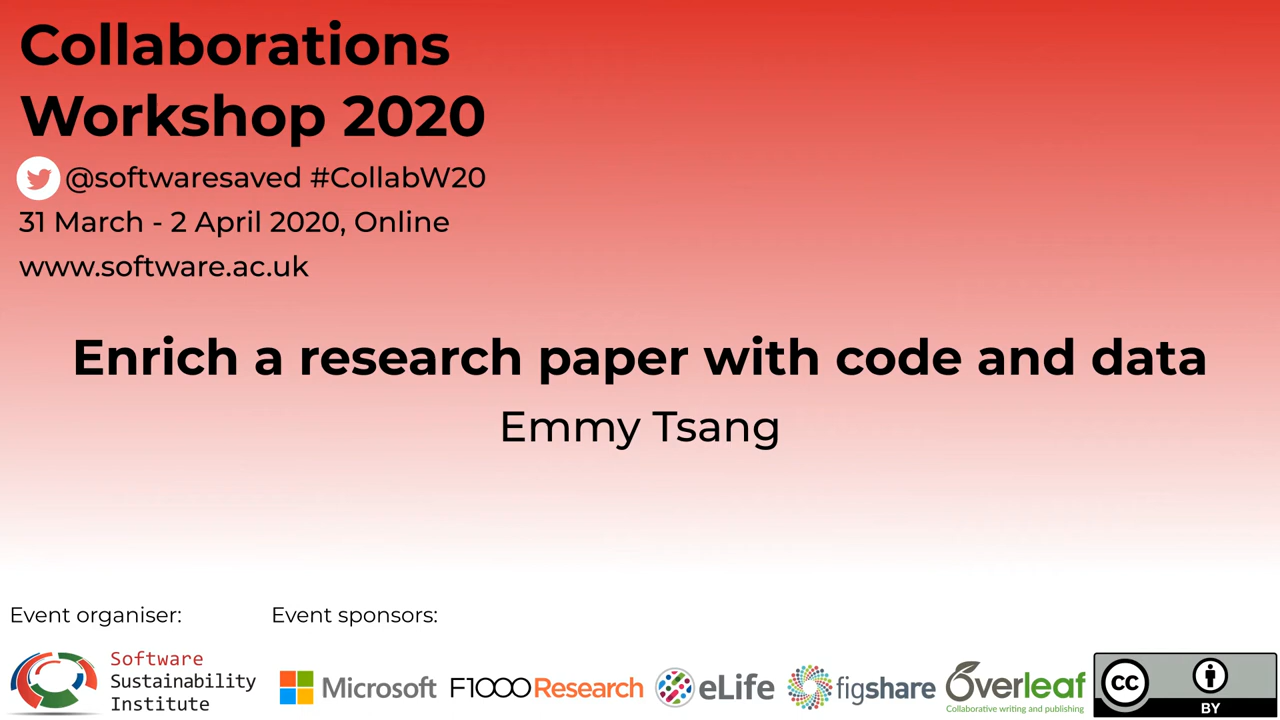 Collaborations
Workshop 2020
@softwaresaved #CollabW20
31 March - 2 April 2020, Online
www.software.ac.uk
Enrich a research paper with code and data
Emmy Tsang
Event organiser:
Event sponsors:
Software
Sustainability
Institute
Microsoft
F1000Research
eLife
figshare
Overleaf
Collaborative writing and publishing
CC
BY